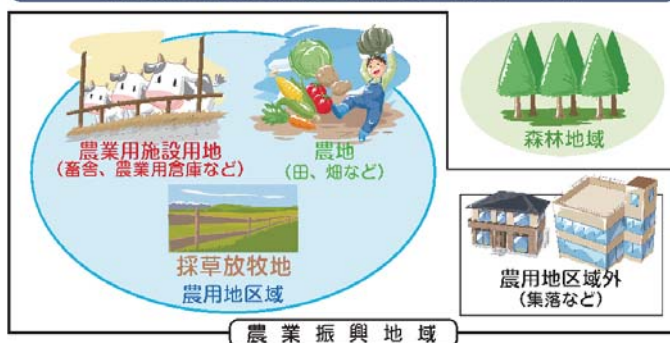 農業用施設用地
(畜舎、農業用倉庫など)
農地
(田、畑など)
採草放牧地
農用地区域
森林地域
農用地区域外
(集落など)
農業振興地域